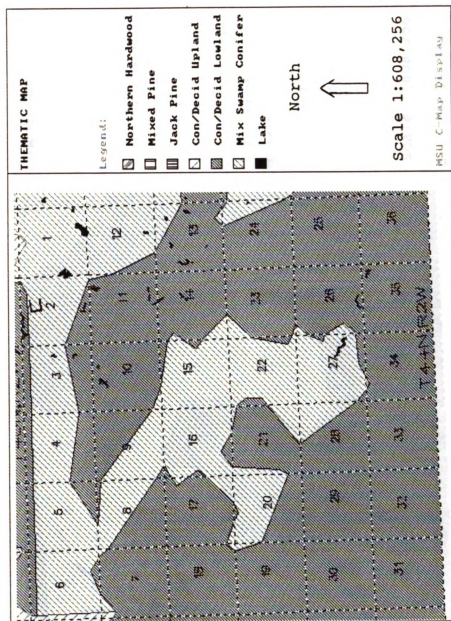 THEMATIC MAP
Legend:
Northern Hardwood
Mixed Pine
Jack Pine
Con/Decid Upland
Con/Decid Lowland
Mix Swamp Conifer
Lake
North
Scale 1:608,256
MSU C-Map Display
6 5 4 3 2 1
7 8 9 10 11 12
18 17 16 15 14 13
19 20 21 22 23 24
30 29 28 27 26 25
31 32 33 34 35 36
T44N R2W